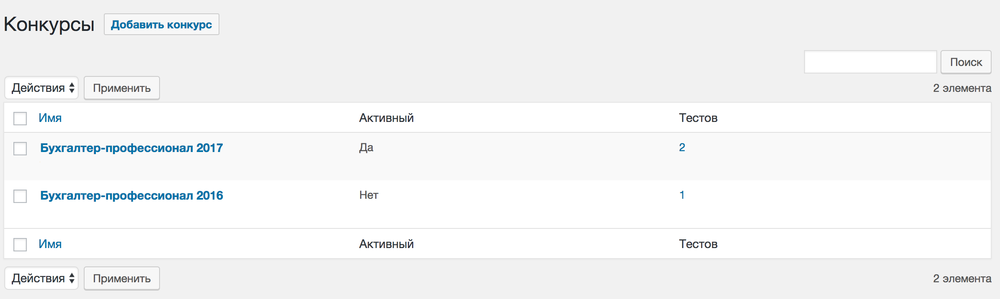 Конкурсы Добавить конкурс
Поиск
Действия Применить 2 элемента
Имя Активный Тестов
Бухгалтер-профессионал 2017 Да 2
Бухгалтер-профессионал 2016 Нет 1
Имя Активный Тестов
Действия Применить 2 элемента